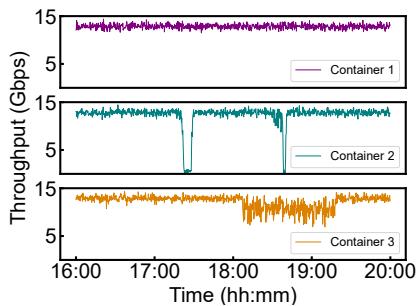 Throughput (Gbps)
15
5
Container 1
15
5
Container 2
15
5
Container 3
16:00 17:00 18:00 19:00 20:00
Time (hh:mm)